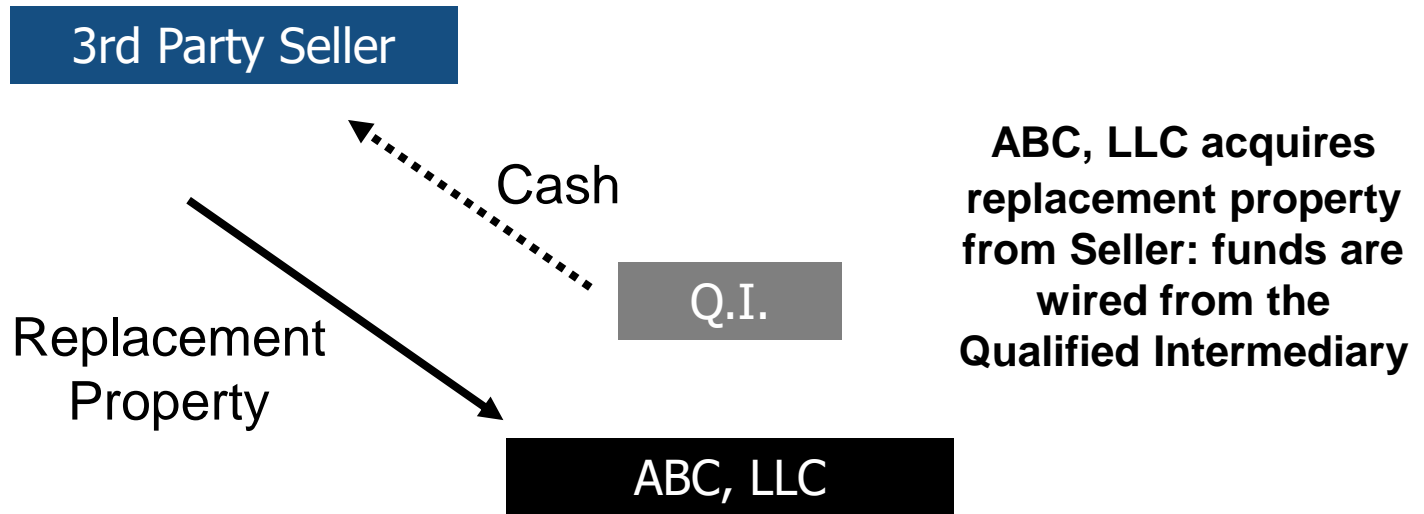 3rd Party Seller
Cash
Q.I.
Replacement
Property
ABC, LLC
ABC, LLC acquires
replacement property
from Seller: funds are
wired from the
Qualified Intermediary